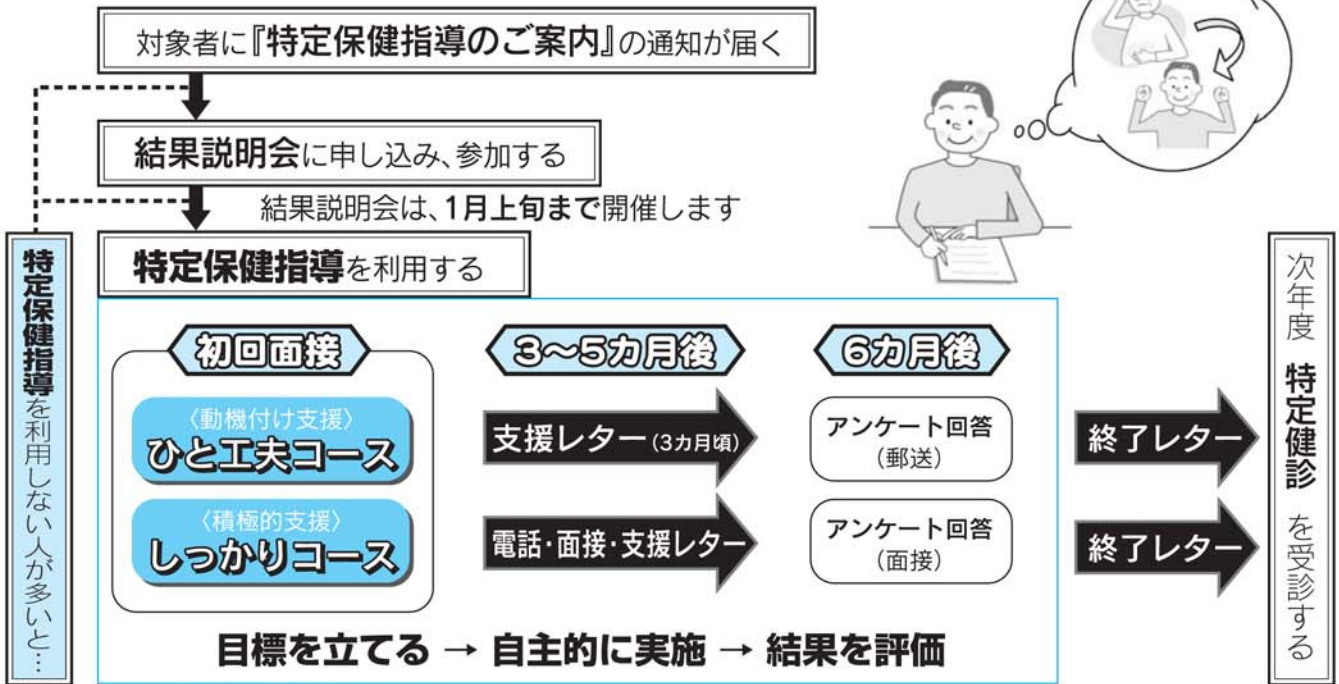 対象者に『特定保健指導のご案内』の通知が届く
結果説明会に申し込み、参加する
結果説明会は、1月上旬まで開催します
特定保健指導を利用する
特定保健指導を利用しない人が多いと…
初回面接
〈動機付け支援〉
ひと工夫コース
〈積極的支援〉
しっかりコース
3~5カ月後
支援レター(3カ月頃)
電話・面接・支援レター
6カ月後
アンケート回答
(郵送)
アンケート回答
(面接)
目標を立てる → 自主的に実施 → 結果を評価
終了レター
終了レター
次年度 特定健診 を受診する